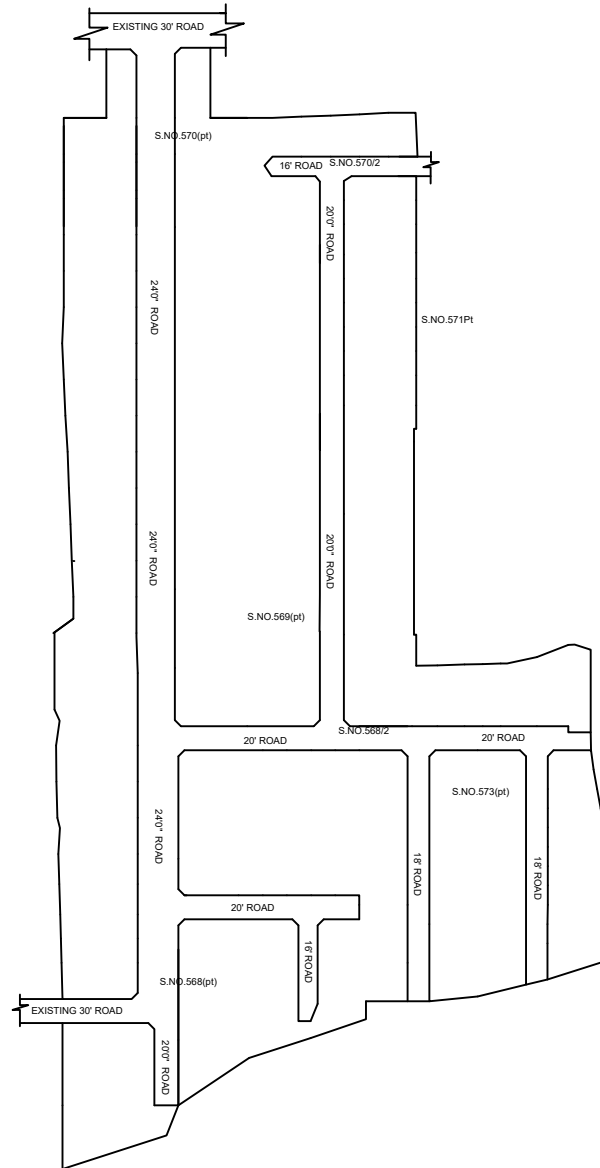 EXISTING 30' ROAD
S.NO.570(pt)
16' ROAD
S.NO.570/2
20'0" ROAD
24'0" ROAD
S.NO.571Pt
24'0" ROAD
20'0" ROAD
S.NO.569(pt)
S.NO.568/2
20' ROAD
20' ROAD
S.NO.573(pt)
24'0" ROAD
18' ROAD
18' ROAD
20' ROAD
16' ROAD
S.NO.568(pt)
EXISTING 30' ROAD
20'0" ROAD